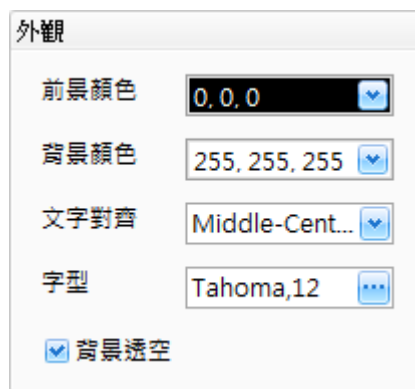 外觀
前景顏色 0, 0, 0
背景顏色 255, 255, 255
文字對齊 Middle-Cent...
字型 Tahoma,12
背景透空